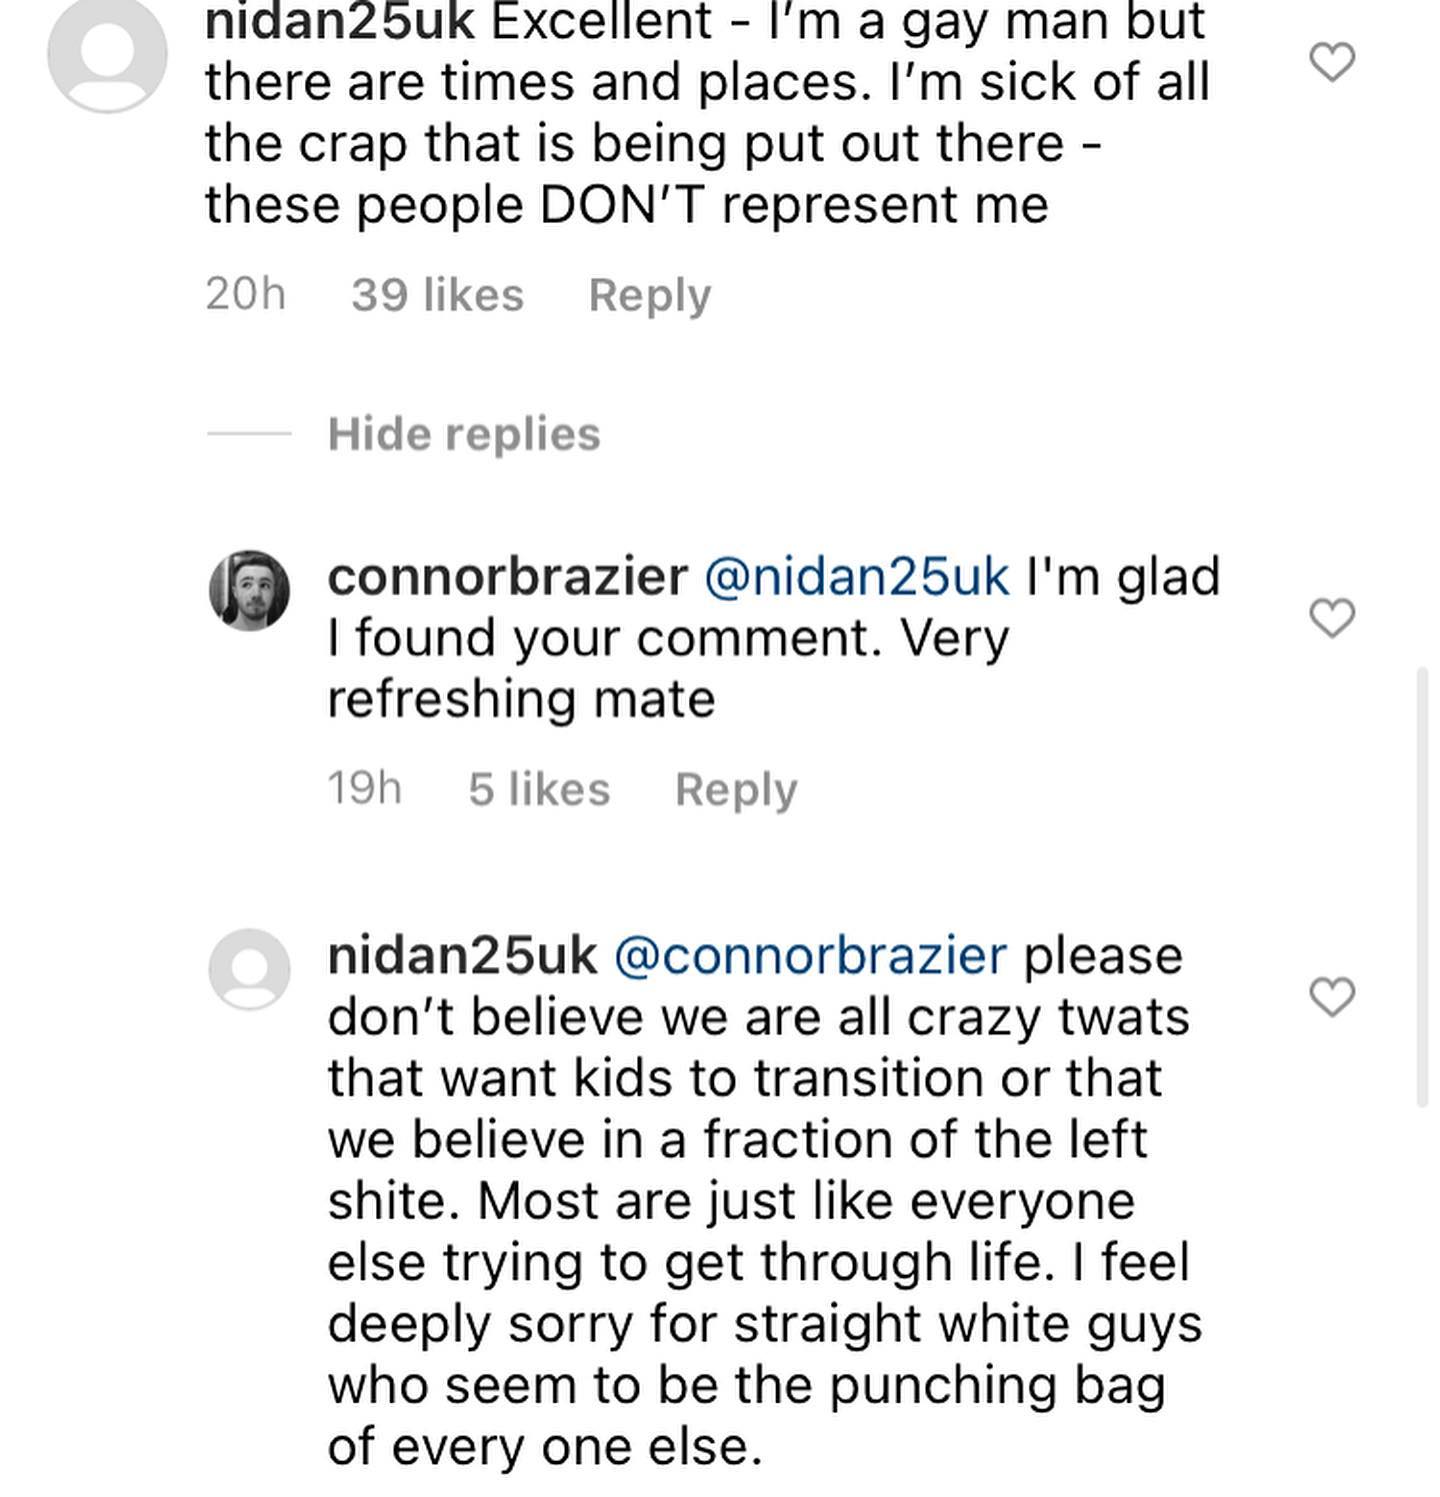 nidan25uk Excellent - I’m a gay man but
there are times and places. I’m sick of all
the crap that is being put out there -
these people DON’T represent me
20h 39 likes Reply
Hide replies
connorbrazier @nidan25uk I'm glad
I found your comment. Very
refreshing mate
19h 5 likes Reply
nidan25uk @connorbrazier please
don’t believe we are all crazy twats
that want kids to transition or that
we believe in a fraction of the left
shite. Most are just like everyone
else trying to get through life. I feel
deeply sorry for straight white guys
who seem to be the punching bag
of every one else.